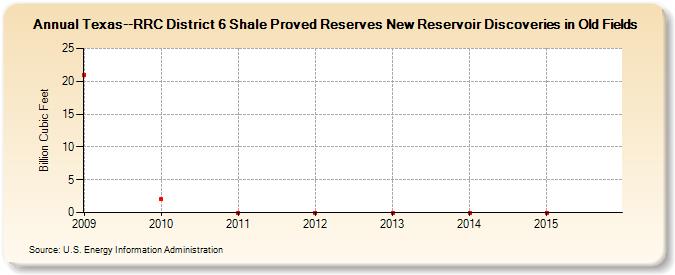 Annual Texas--RRC District 6 Shale Proved Reserves New Reservoir Discoveries in Old Fields
Billion Cubic Feet
25
20
15
10
5
0
2009 2010 2011 2012 2013 2014 2015
Source: U.S. Energy Information Administration